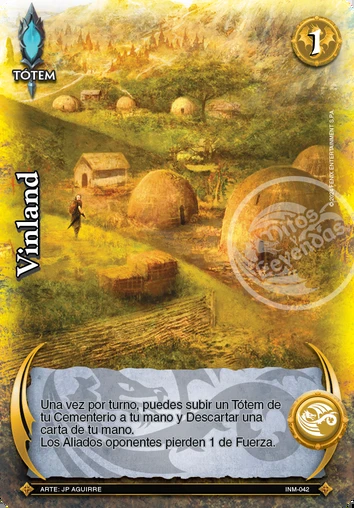 TÓTEM
1
Vinland
Mitos
Leyendas
Una vez por turno, puedes subir un Tótem de
tu Cementerio a tu mano y Descartar una
carta de tu mano.
Los Aliados oponentes pierden 1 de Fuerza.
ARTE: JP AGUIRRE
INM-042